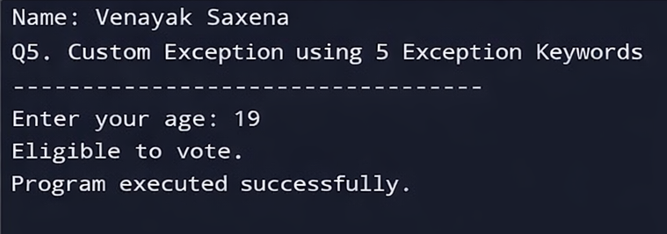 Name: Venayak Saxena
Q5. Custom Exception using 5 Exception Keywords
----------------------------------
Enter your age: 19
Eligible to vote.
Program executed successfully.